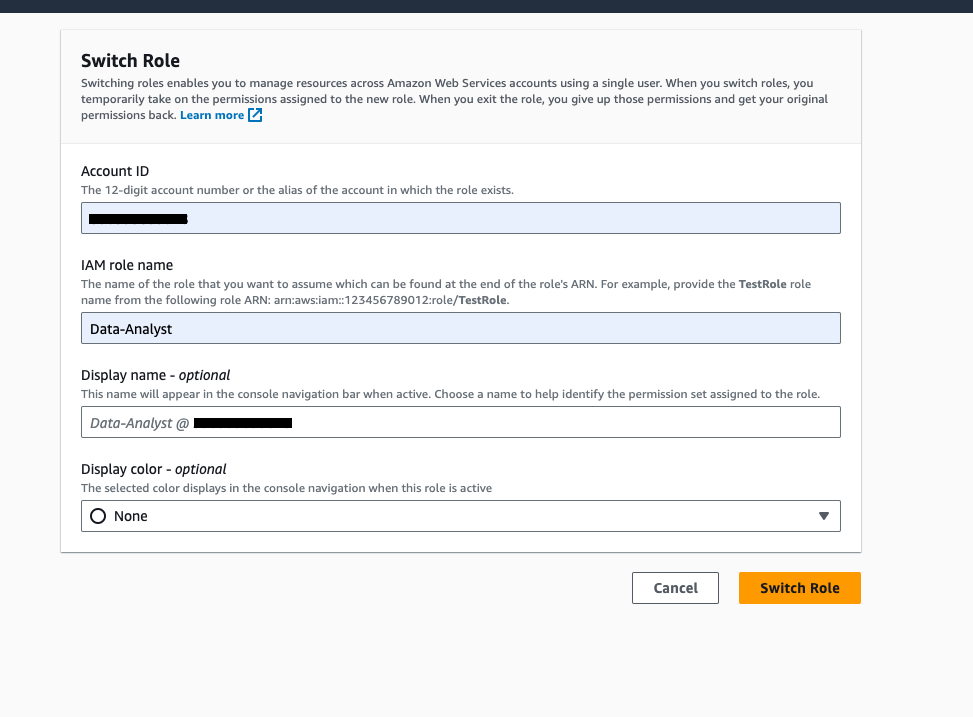 Switch Role
Switching roles enables you to manage resources across Amazon Web Services accounts using a single user. When you switch roles, you
temporarily take on the permissions assigned to the new role. When you exit the role, you give up those permissions and get your original
permissions back. Learn more
Account ID
The 12-digit account number or the alias of the account in which the role exists.
IAM role name
The name of the role that you want to assume which can be found at the end of the role's ARN. For example, provide the TestRole role
name from the following role ARN: arn:aws:iam::123456789012:role/TestRole.
Data-Analyst
Display name - optional
This name will appear in the console navigation bar when active. Choose a name to help identify the permission set assigned to the role.
Data-Analyst @
Display color - optional
The selected color displays in the console navigation when this role is active
None
Cancel
Switch Role